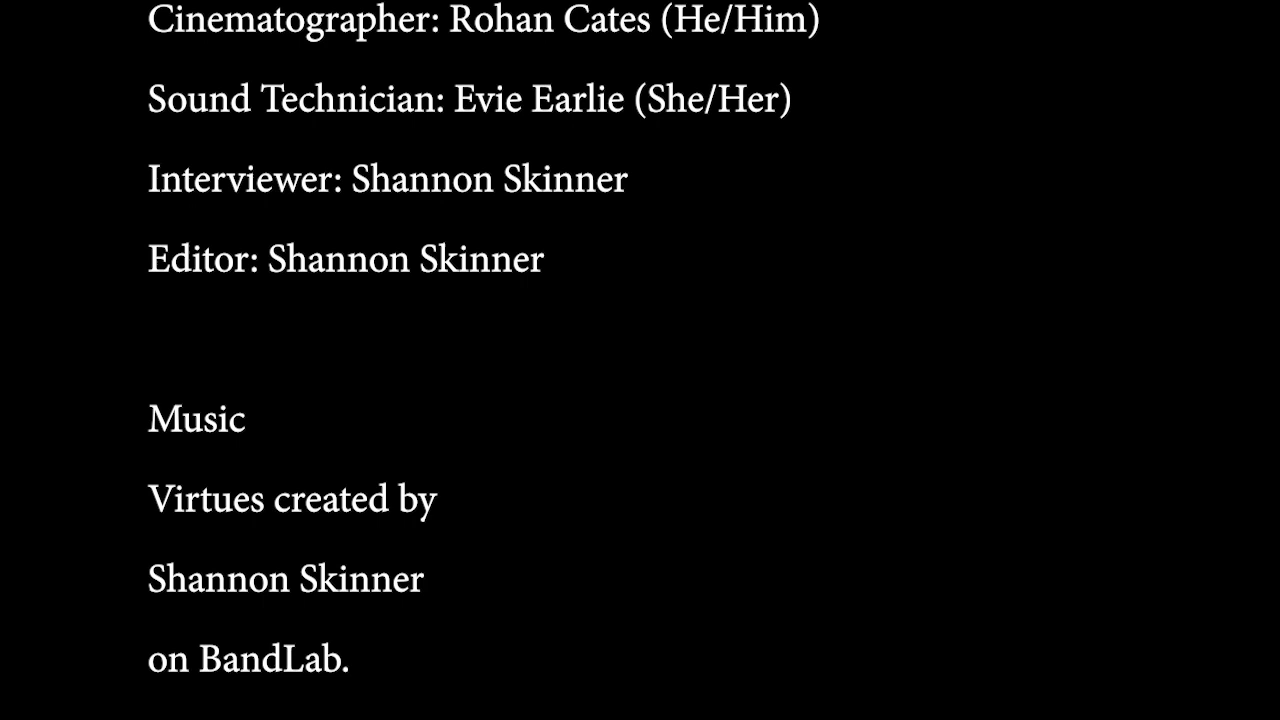 Cinematographer: Rohan Cates (He/Him)
Sound Technician: Evie Earlie (She/Her)
Interviewer: Shannon Skinner
Editor: Shannon Skinner
Music
Virtues created by
Shannon Skinner
on BandLab.